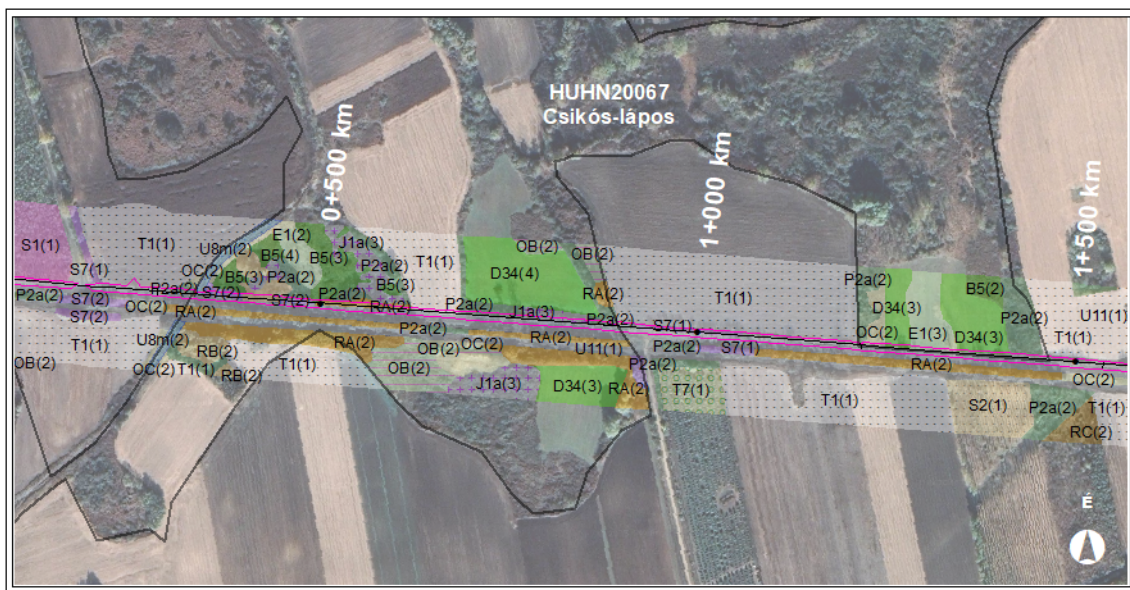 HUHN20067
Csikós-lápos
0+500 km
1+000 km
1+500 km
S1(1)
T1(1)
U8m(2)
E1(2)
J1a(3)
B5(4)
B5(3)
P2a(2)
T1(1)
OB(2)
OB(2)
D34(4)
S7(1)
OC(2)
B5(3)
P2a(2)
B5(3)
RA(2)
T1(1)
P2a(2)
B5(2)
P2a(2)
S7(2)
P2a(2)
S7(2)
S7(2)
P2a(2)
RA(2)
P2a(2)
J1a(3)
P2a(2)
S7(1)
D34(3)
OC(2)
E1(3)
D34(3)
P2a(2)
U11(1)
T1(1)
OC(2)
RA(2)
S7(2)
T1(1)
U8m(2)
RA(2)
P2a(2)
OB(2)
OC(2)
RA(2)
U11(1)
P2a(2)
S7(1)
RA(2)
OC(2)
OB(2)
OC(2)
T1(1)
RB(2)
RB(2)
T1(1)
OB(2)
J1a(3)
D34(3)
RA(2)
P2a(2)
T7(1)
T1(1)
S2(1)
P2a(2)
T1(1)
RC(2)
É